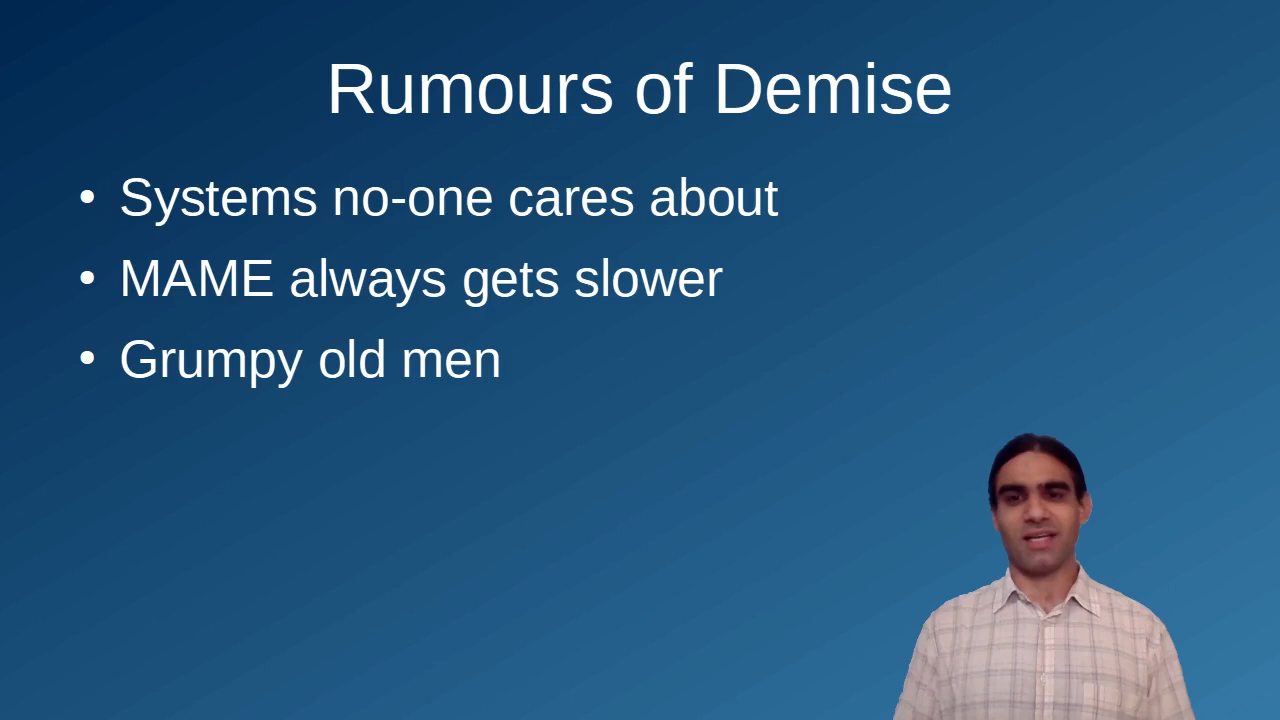 Rumours of Demise
• Systems no-one cares about
• MAME always gets slower
• Grumpy old men